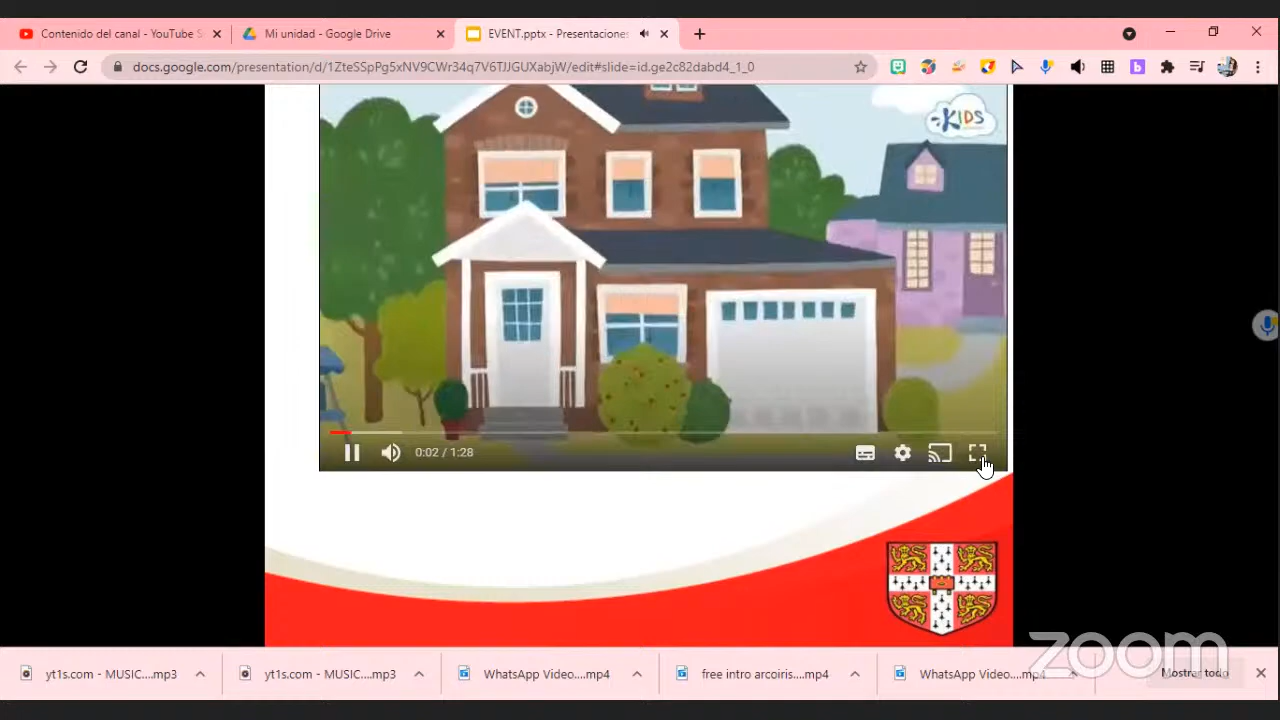 Contenido del canal - YouTube S
Mi unidad - Google Drive
EVENT.pptx - Presentaciones
docs.google.com/presentation/d/1ZteSSpPg5xNV9CWr34q7V6TJJGUXabjW/edit#slide=id.ge2c82dabd4_1_0
KIDS
0:02 / 1:28
zoom
yt1s.com - MUSIC....mp3
yt1s.com - MUSIC....mp3
WhatsApp Video....mp4
free intro arcoiris....mp4
WhatsApp Video....mp4
Mostrar todo